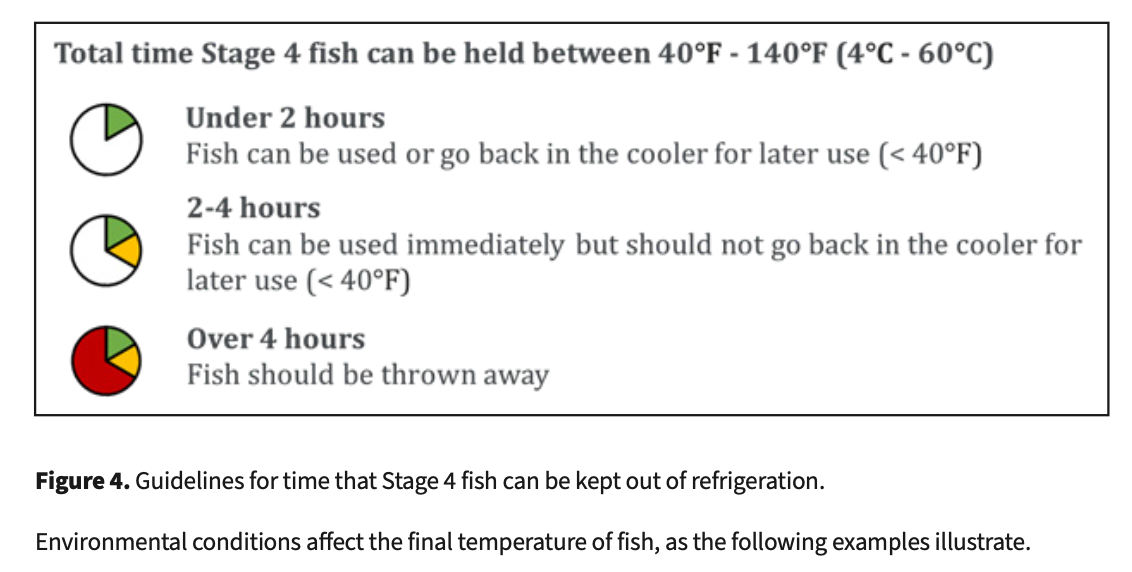 Total time Stage 4 fish can be held between 40°F - 140°F (4°C - 60°C)
Under 2 hours
Fish can be used or go back in the cooler for later use (< 40°F)
2-4 hours
Fish can be used immediately but should not go back in the cooler for
later use (< 40°F)
Over 4 hours
Fish should be thrown away
Figure 4. Guidelines for time that Stage 4 fish can be kept out of refrigeration.
Environmental conditions affect the final temperature of fish, as the following examples illustrate.